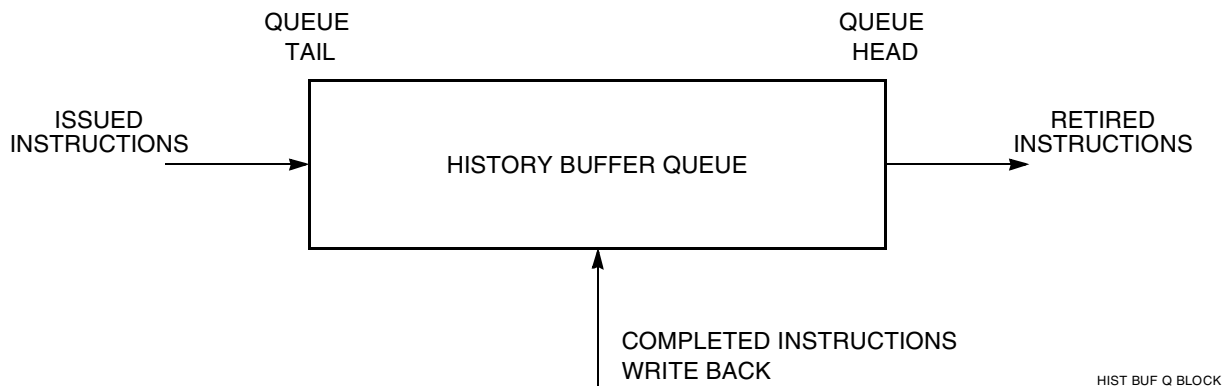 QUEUE
TAIL
QUEUE
HEAD
ISSUED
INSTRUCTIONS
HISTORY BUFFER QUEUE
RETIRED
INSTRUCTIONS
COMPLETED INSTRUCTIONS
WRITE BACK
HIST BUF Q BLOCK